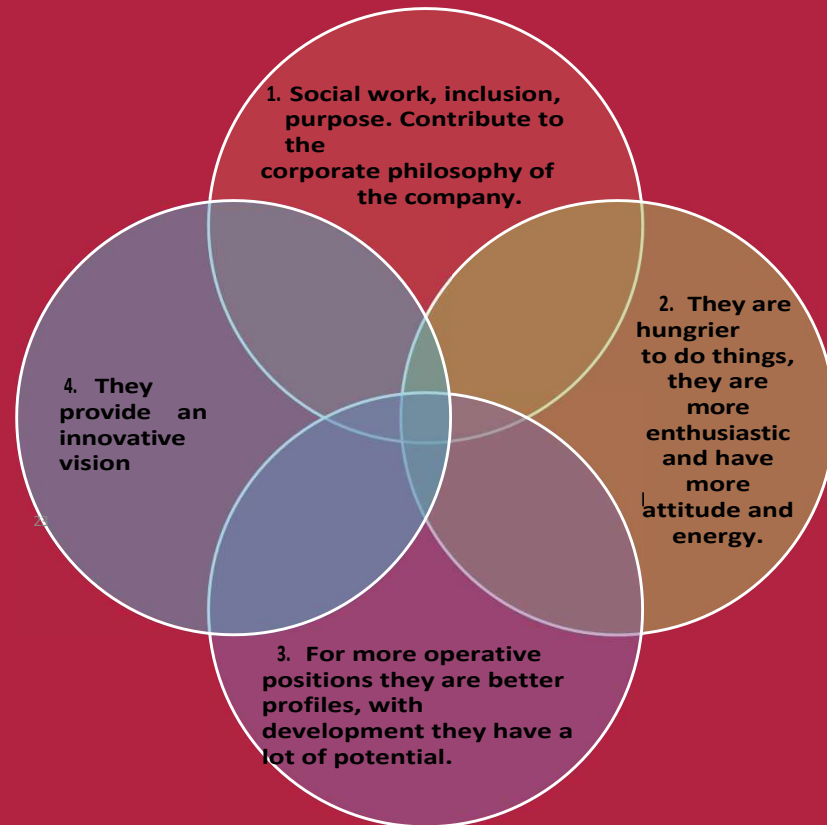 1. Social work, inclusion,
purpose. Contribute to
the
corporate philosophy of
the company.
2. They are
hungrier
to do things,
they are
more
enthusiastic
and have
more
attitude and
energy.
4. They
provide an
innovative
vision
3. For more operative
positions they are better
profiles, with
development they have a
lot of potential.